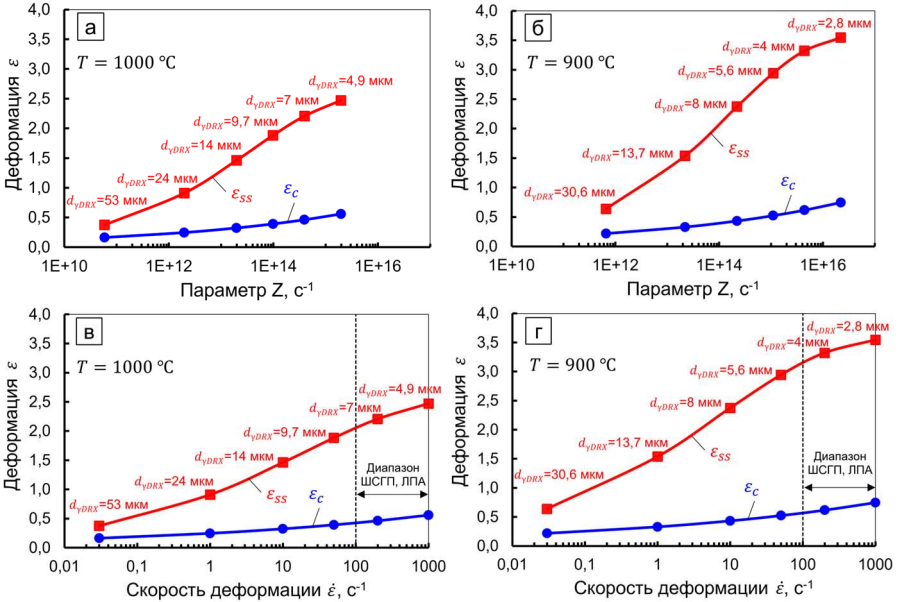 а
T = 1000 ℃
Деформация ε
4,0
3,5
3,0
2,5
2,0
1,5
1,0
0,5
0,0
d_γDRX=53 мкм
d_γDRX=24 мкм
d_γDRX=14 мкм
d_γDRX=9,7 мкм
d_γDRX=7 мкм
d_γDRX=4,9 мкм
ε_ss
ε_c
1E+10 1E+12 1E+14 1E+16
Параметр Z, с⁻¹
б
T = 900 ℃
Деформация ε
4,0
3,5
3,0
2,5
2,0
1,5
1,0
0,5
0,0
d_γDRX=30,6 мкм
d_γDRX=13,7 мкм
d_γDRX=8 мкм
d_γDRX=5,6 мкм
d_γDRX=4 мкм
d_γDRX=2,8 мкм
ε_ss
ε_c
1E+10 1E+12 1E+14 1E+16
Параметр Z, с⁻¹
в
T = 1000 ℃
Деформация ε
4,0
3,5
3,0
2,5
2,0
1,5
1,0
0,5
0,0
d_γDRX=53 мкм
d_γDRX=24 мкм
d_γDRX=14 мкм
d_γDRX=9,7 мкм
d_γDRX=7 мкм
d_γDRX=4,9 мкм
ε_ss
ε_c
Диапазон
ШСГП, ЛПА
0,01 0,1 1 10 100 1000
Скорость деформации ε̇, с⁻¹
г
T = 900 ℃
Деформация ε
4,0
3,5
3,0
2,5
2,0
1,5
1,0
0,5
0,0
d_γDRX=30,6 мкм
d_γDRX=13,7 мкм
d_γDRX=8 мкм
d_γDRX=5,6 мкм
d_γDRX=4 мкм
d_γDRX=2,8 мкм
ε_ss
ε_c
Диапазон
ШСГП, ЛПА
0,01 0,1 1 10 100 1000
Скорость деформации ε̇, с⁻¹